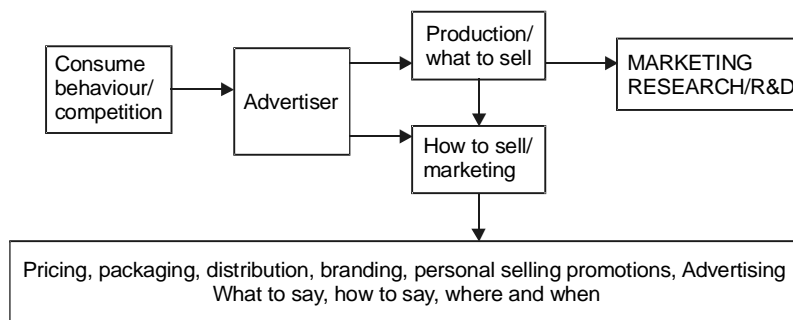 Consume
behaviour/
competition
Advertiser
Production/
what to sell
MARKETING
RESEARCH/R&D
How to sell/
marketing
Pricing, packaging, distribution, branding, personal selling promotions, Advertising
What to say, how to say, where and when